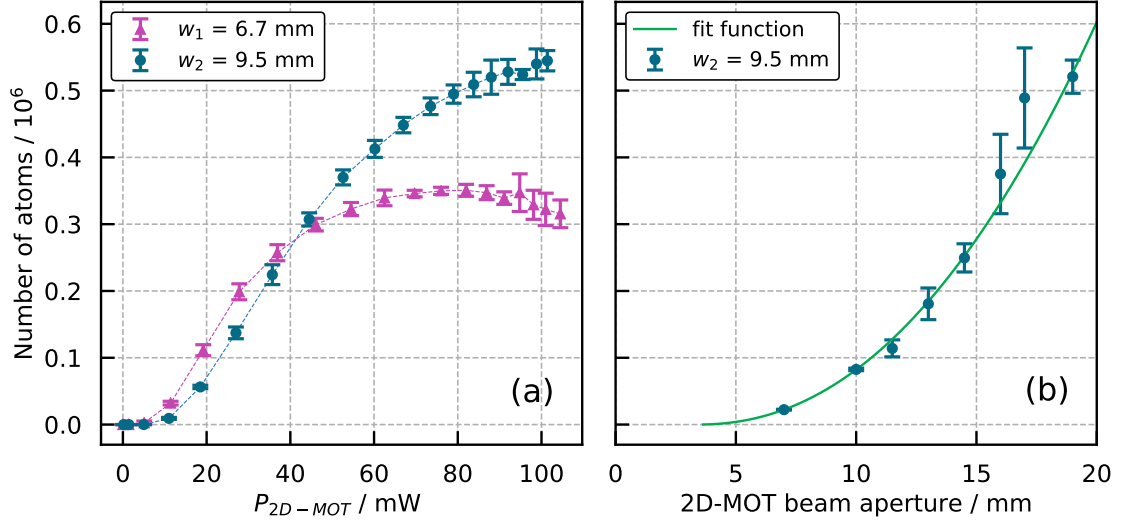 Number of atoms / 10⁶
0.6
0.5
0.4
0.3
0.2
0.1
0.0
w₁ = 6.7 mm
w₂ = 9.5 mm
(a)
0 20 40 60 80 100
P₂D₋MOT / mW
fit function
w₂ = 9.5 mm
(b)
0 5 10 15 20
2D-MOT beam aperture / mm